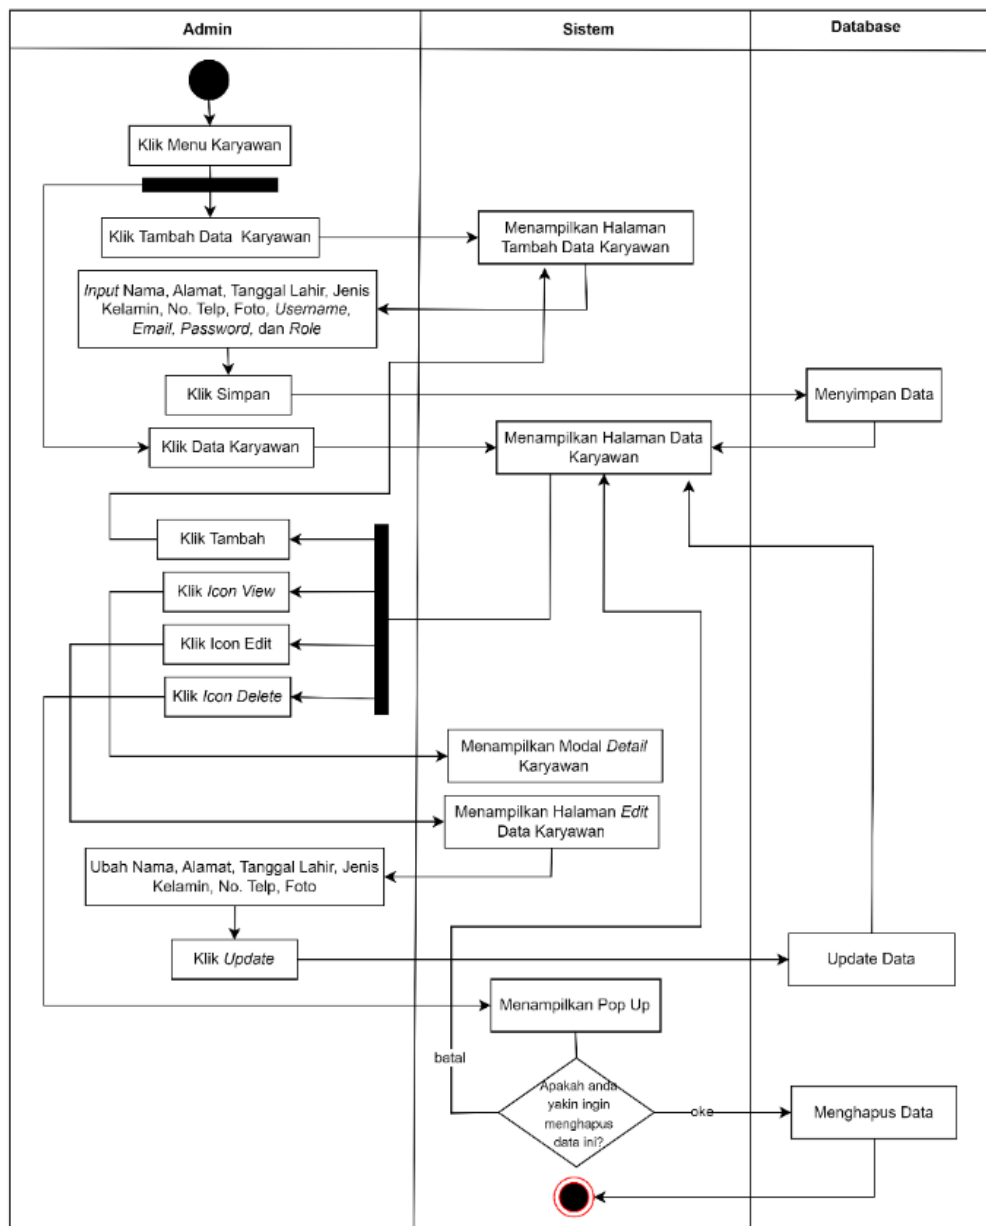 Admin
Sistem
Database
Klik Menu Karyawan
Klik Tambah Data Karyawan
Menampilkan Halaman
Tambah Data Karyawan
Input Nama, Alamat, Tanggal Lahir, Jenis
Kelamin, No. Telp, Foto, Username,
Email, Password, dan Role
Klik Simpan
Menyimpan Data
Klik Data Karyawan
Menampilkan Halaman Data
Karyawan
Klik Tambah
Klik Icon View
Klik Icon Edit
Klik Icon Delete
Menampilkan Modal Detail
Karyawan
Menampilkan Halaman Edit
Data Karyawan
Ubah Nama, Alamat, Tanggal Lahir, Jenis
Kelamin, No. Telp, Foto
Klik Update
Update Data
Menampilkan Pop Up
batal
Apakah anda
yakin ingin
menghapus
data ini?
oke
Menghapus Data